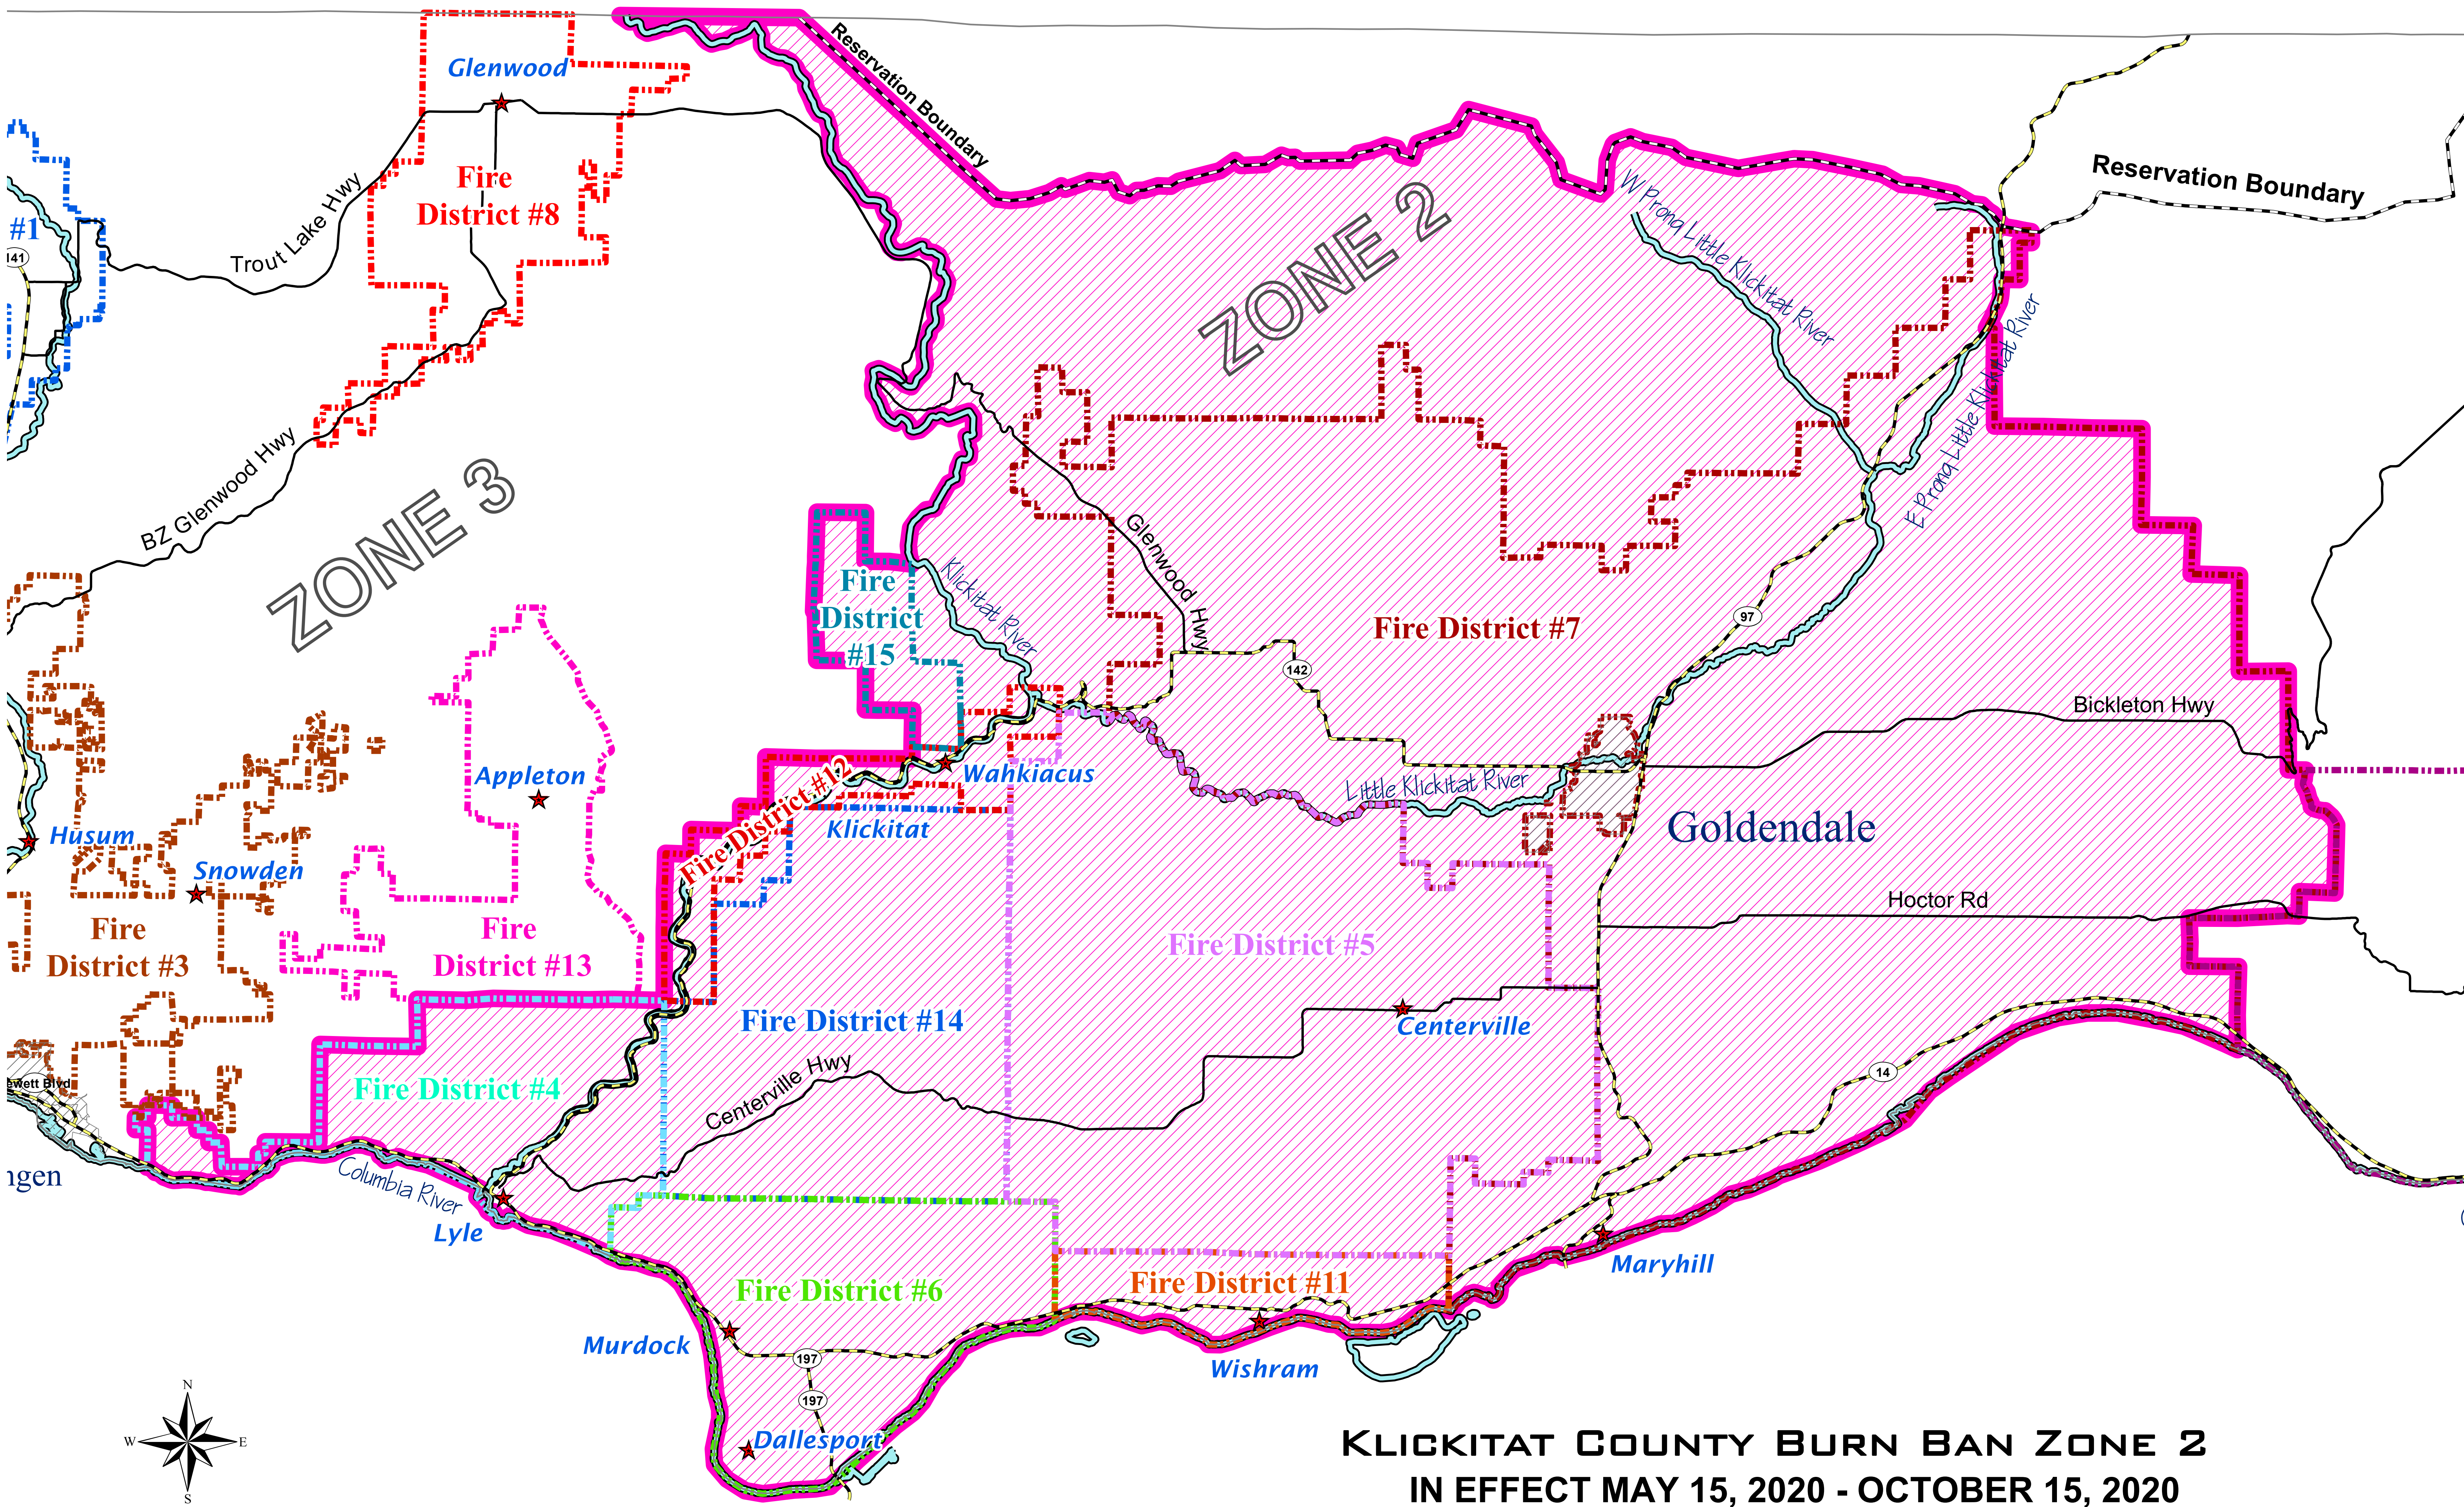 Glenwood
Reservation Boundary
Reservation Boundary
Fire
District #8
#1
141
Trout Lake Hwy
ZONE 2
W Prong Little Klickitat River
E Prong Little Klickitat River
BZ Glenwood Hwy
ZONE 3
Glenwood Hwy
Klickitat River
Fire
District
#15
Fire District #7
97
142
Bickleton Hwy
Appleton
Wahkiacus
Little Klickitat River
Fire District #12
Klickitat
Goldendale
Husum
Snowden
Hoctor Rd
Fire
District #3
Fire
District #13
Fire District #5
Fire District #14
Centerville
Centerville Hwy
14
ewett Blvd
Fire District #4
ngen
Columbia River
Lyle
Maryhill
Fire District #6
Fire District #11
Murdock
197
Wishram
197
Dallesport
N
W
E
S
KLICKITAT COUNTY BURN BAN ZONE 2
IN EFFECT MAY 15, 2020 - OCTOBER 15, 2020